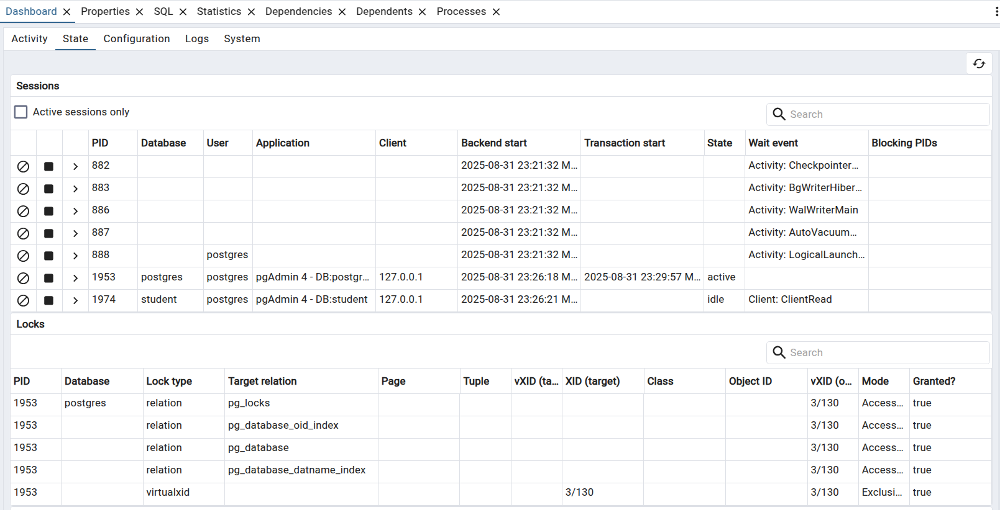 Dashboard Properties SQL Statistics Dependencies Dependents Processes
Activity State Configuration Logs System
Sessions
Active sessions only Search
PID Database User Application Client Backend start Transaction start State Wait event Blocking PIDs
882 2025-08-31 23:21:32 M... Activity: Checkpointer...
883 2025-08-31 23:21:32 M... Activity: BgWriterHiber...
886 2025-08-31 23:21:32 M... Activity: WalWriterMain
887 2025-08-31 23:21:32 M... Activity: AutoVacuum...
888 postgres 2025-08-31 23:21:32 M... Activity: LogicalLaunch...
1953 postgres postgres pgAdmin 4 - DB:postgr... 127.0.0.1 2025-08-31 23:26:18 M... 2025-08-31 23:29:57 M... active
1974 student postgres pgAdmin 4 - DB:student 127.0.0.1 2025-08-31 23:26:21 M... idle Client: ClientRead
Locks
Search
PID Database Lock type Target relation Page Tuple vXID (ta... XID (target) Class Object ID vXID (o... Mode Granted?
1953 postgres relation pg_locks 3/130 Access... true
1953 relation pg_database_oid_index 3/130 Access... true
1953 relation pg_database 3/130 Access... true
1953 relation pg_database_datname_index 3/130 Access... true
1953 virtualxid 3/130 3/130 Exclusi... true